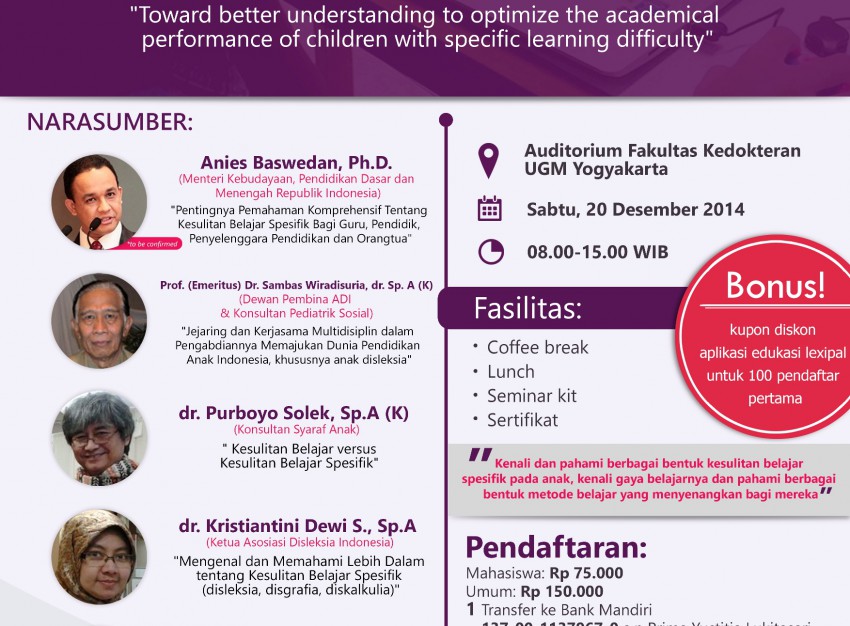 "Toward better understanding to optimize the academical
performance of children with specific learning difficulty"
NARASUMBER:
Anies Baswedan, Ph.D.
(Menteri Kebudayaan, Pendidikan Dasar dan
Menengah Republik Indonesia)
"Pentingnya Pemahaman Komprehensif Tentang
Kesulitan Belajar Spesifik Bagi Guru, Pendidik,
Penyelenggara Pendidikan dan Orangtua"
*to be confirmed
Prof. (Emeritus) Dr. Sambas Wiradisuria, dr. Sp. A (K)
(Dewan Pembina ADI
& Konsultan Pediatrik Sosial)
"Jejaring dan Kerjasama Multidisiplin dalam
Pengabdiannya Memajukan Dunia Pendidikan
Anak Indonesia, khususnya anak disleksia"
dr. Purboyo Solek, Sp.A (K)
(Konsultan Syaraf Anak)
" Kesulitan Belajar versus
Kesulitan Belajar Spesifik"
dr. Kristiantini Dewi S., Sp.A
(Ketua Asosiasi Disleksia Indonesia)
"Mengenal dan Memahami Lebih Dalam
tentang Kesulitan Belajar Spesifik
(disleksia, disgrafia, diskalkulia)"
Auditorium Fakultas Kedokteran
UGM Yogyakarta
Sabtu, 20 Desember 2014
08.00-15.00 WIB
Fasilitas:
• Coffee break
• Lunch
• Seminar kit
• Sertifikat
Bonus!
kupon diskon
aplikasi edukasi lexipal
untuk 100 pendaftar
pertama
"Kenali dan pahami berbagai bentuk kesulitan belajar
spesifik pada anak, kenali gaya belajarnya dan pahami berbagai
bentuk metode belajar yang menyenangkan bagi mereka"
Pendaftaran:
Mahasiswa: Rp 75.000
Umum: Rp 150.000
1 Transfer ke Bank Mandiri